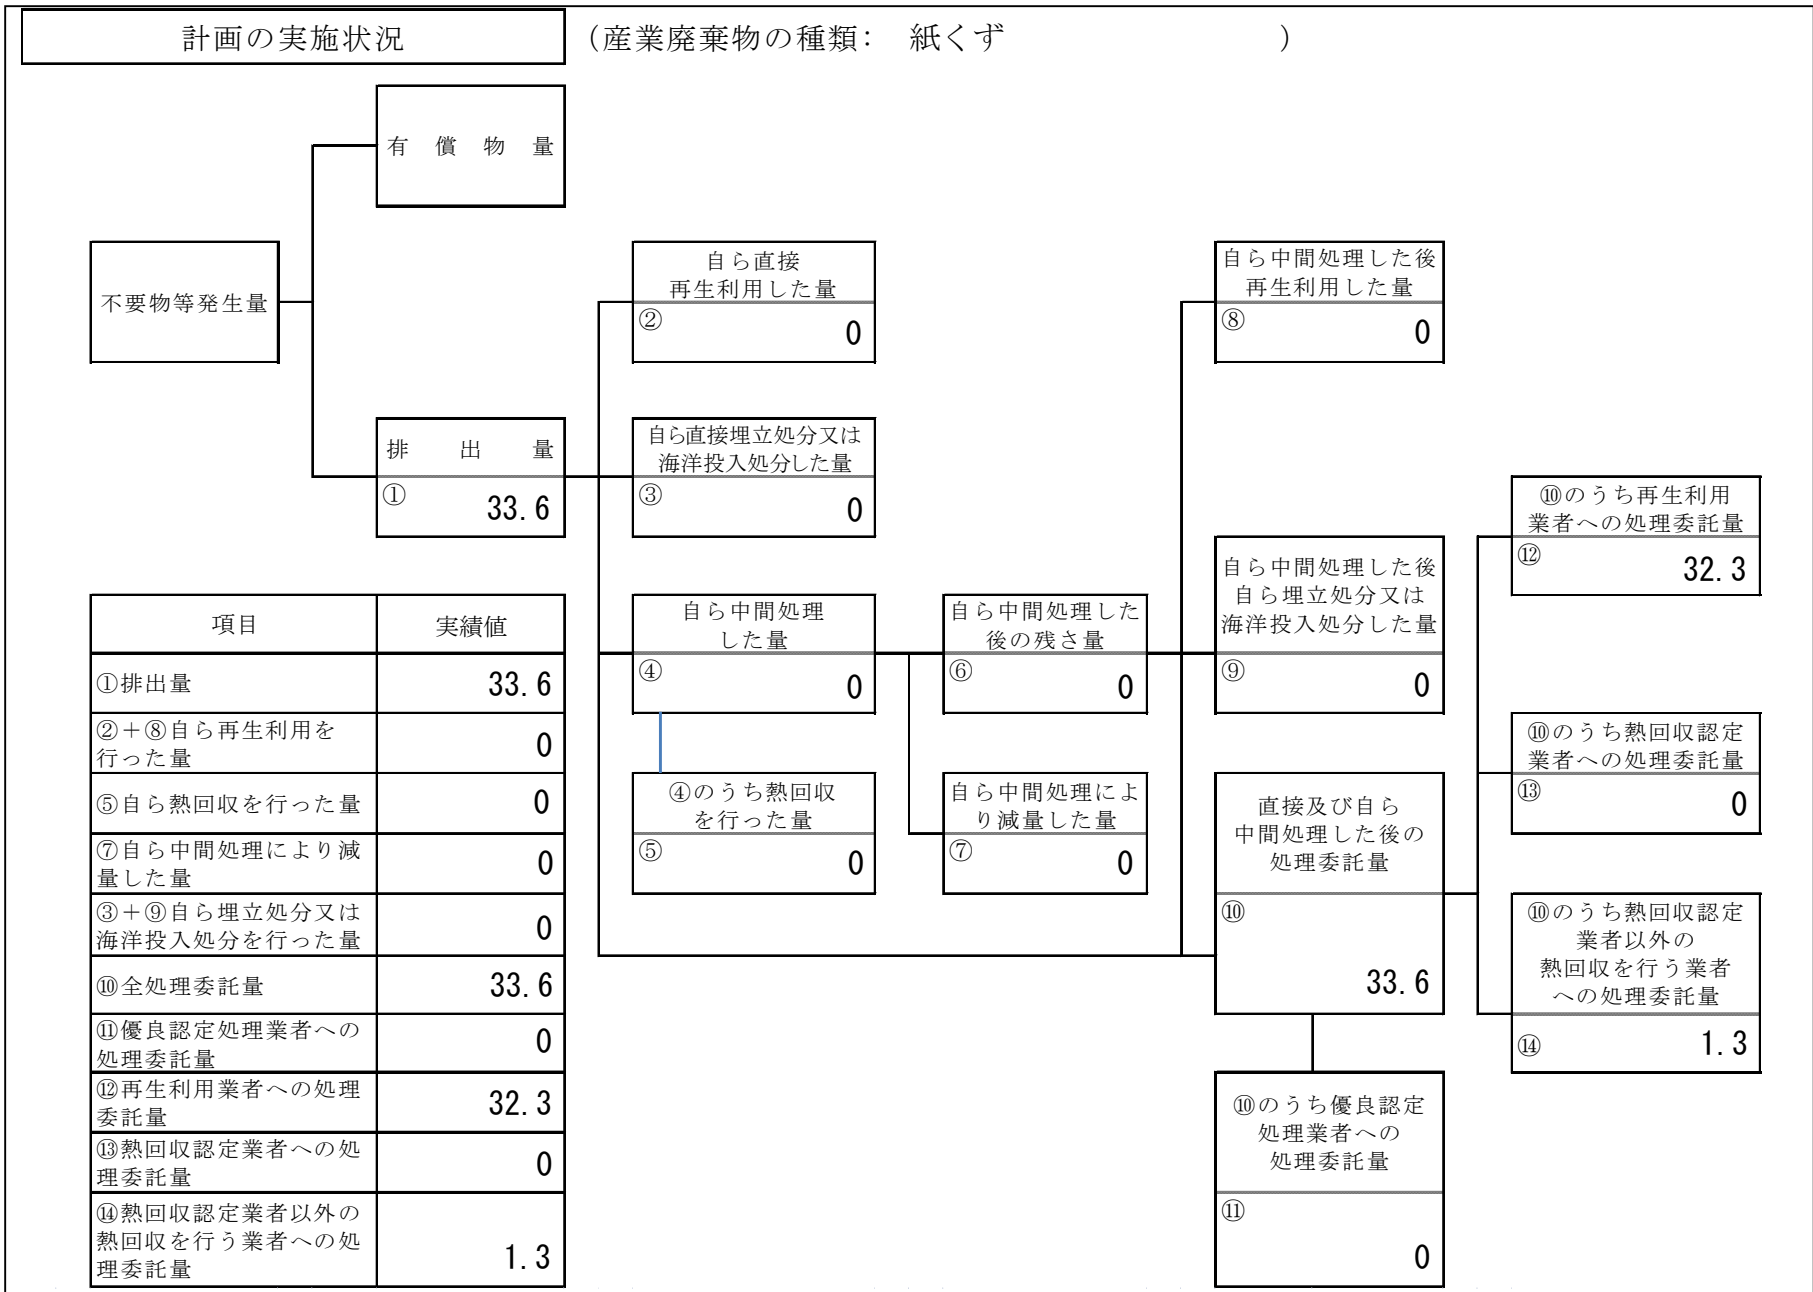 計画の実施状況
（産業廃棄物の種類： 紙くず ）
有償物量
不要物等発生量
自ら直接
再生利用した量
②
0
自ら中間処理した後
再生利用した量
⑧
0
排出量
①
33.6
自ら直接埋立処分又は
海洋投入処分した量
③
0
⑩のうち再生利用
業者への処理委託量
⑫
32.3
自ら中間処理した後
自ら埋立処分又は
海洋投入処分した量
⑨
0
自ら中間処理
した量
④
0
自ら中間処理した
後の残さ量
⑥
0
⑩のうち熱回収認定
業者への処理委託量
⑬
0
④のうち熱回収
を行った量
⑤
0
自ら中間処理によ
り減量した量
⑦
0
直接及び自ら
中間処理した後の
処理委託量
⑩
33.6
⑩のうち熱回収認定
業者以外の
熱回収を行う業者
への処理委託量
⑭
1.3
⑩のうち優良認定
処理業者への
処理委託量
⑪
0
項目 実績値
①排出量 33.6
②＋⑧自ら再生利用を
行った量 0
⑤自ら熱回収を行った量 0
⑦自ら中間処理により減
量した量 0
③＋⑨自ら埋立処分又は
海洋投入処分を行った量 0
⑩全処理委託量 33.6
⑪優良認定処理業者への
処理委託量 0
⑫再生利用業者への処理
委託量 32.3
⑬熱回収認定業者への処
理委託量 0
⑭熱回収認定業者以外の
熱回収を行う業者への処
理委託量 1.3